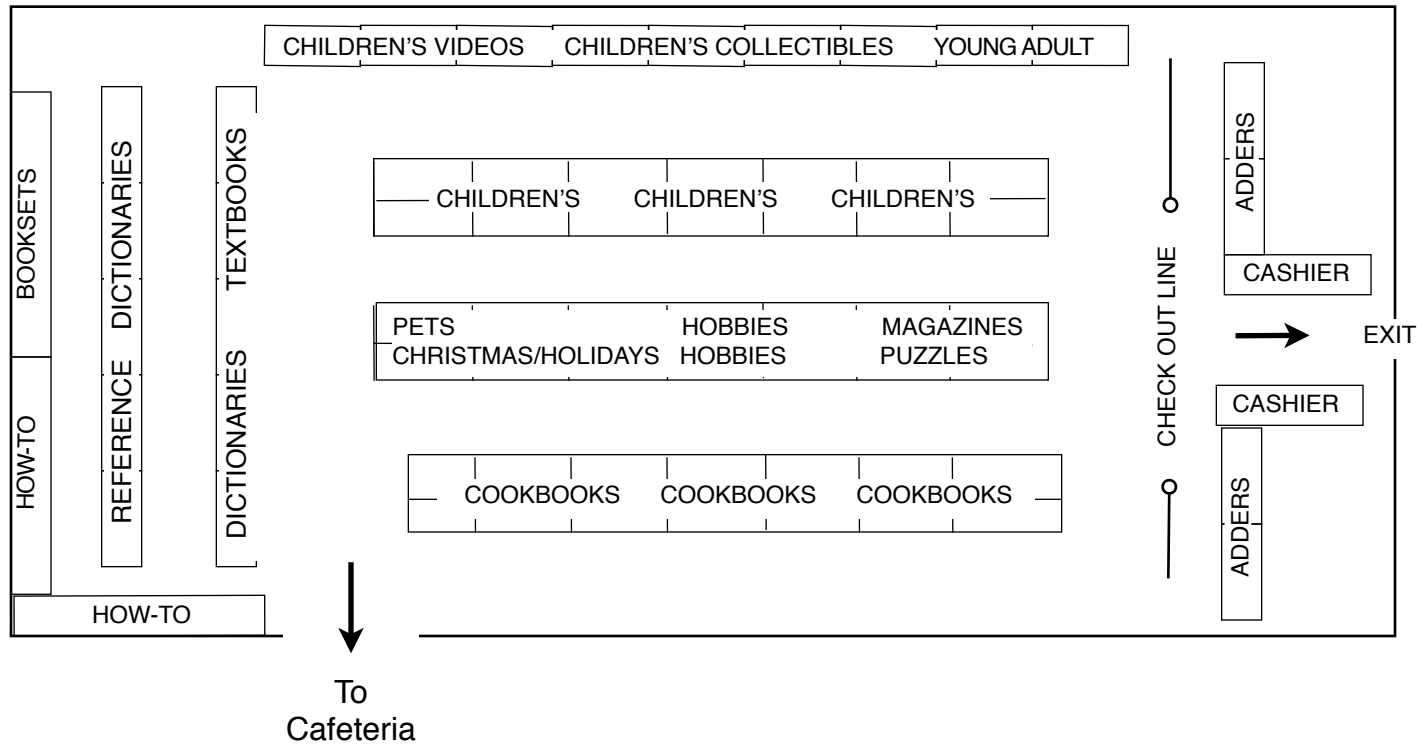 CHILDREN'S VIDEOS CHILDREN'S COLLECTIBLES YOUNG ADULT
BOOKSETS
HOW-TO
HOW-TO
DICTIONARIES
REFERENCE
TEXTBOOKS
DICTIONARIES
CHILDREN'S CHILDREN'S CHILDREN'S
PETS HOBBIES MAGAZINES
CHRISTMAS/HOLIDAYS HOBBIES PUZZLES
COOKBOOKS COOKBOOKS COOKBOOKS
CHECK OUT LINE
ADDERS
CASHIER
EXIT
CASHIER
ADDERS
To
Cafeteria